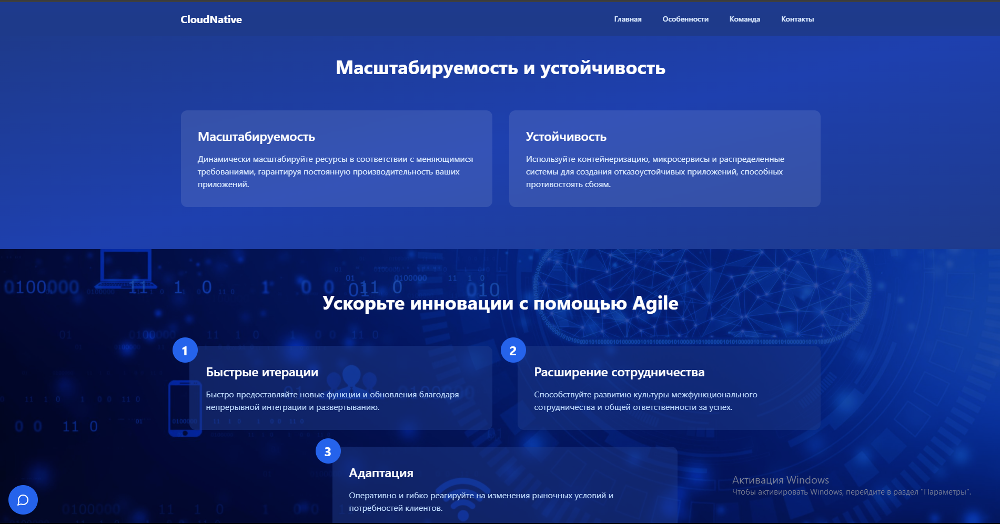 CloudNative
Главная
Особенности
Команда
Контакты
Масштабируемость и устойчивость
Масштабируемость
Динамически масштабируйте ресурсы в соответствии с меняющимися
требованиями, гарантируя постоянную производительность ваших
приложений.
Устойчивость
Используйте контейнеризацию, микросервисы и распределенные
системы для создания отказоустойчивых приложений, способных
противостоять сбоям.
Ускорьте инновации с помощью Agile
1
Быстрые итерации
Быстро предоставляйте новые функции и обновления благодаря
непрерывной интеграции и развертыванию.
2
Расширение сотрудничества
Способствуйте развитию культуры межфункционального
сотрудничества и общей ответственности за успех.
3
Адаптация
Оперативно и гибко реагируйте на изменения рыночных условий и
потребностей клиентов.
Активация Windows
Чтобы активировать Windows, перейдите в раздел "Параметры".